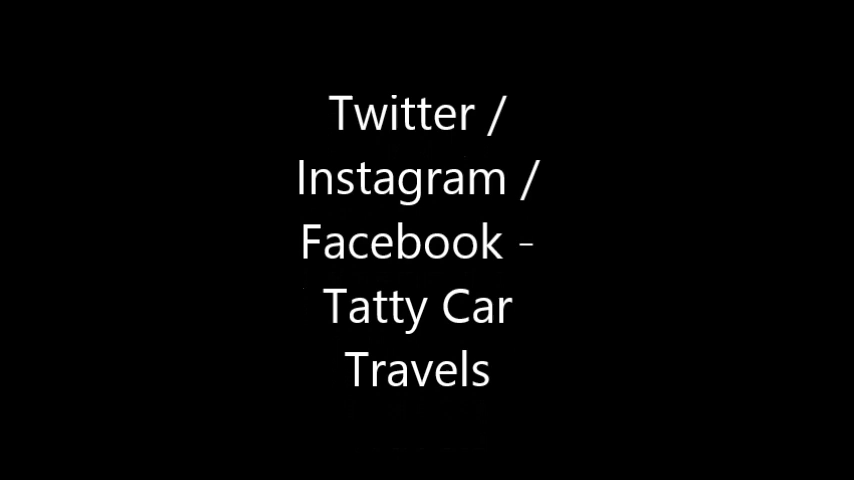 Twitter /
Instagram /
Facebook -
Tatty Car
Travels